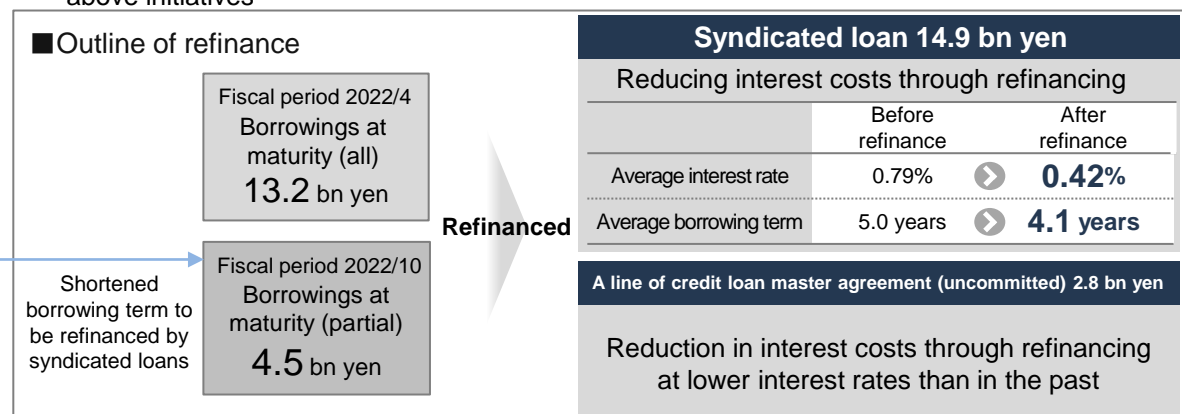 above initiatives
■Outline of refinance
Fiscal period 2022/4
Borrowings at
maturity (all)
13.2 bn yen
Shortened
borrowing term to
be refinanced by
syndicated loans
Fiscal period 2022/10
Borrowings at
maturity (partial)
4.5 bn yen
Refinanced
Syndicated loan 14.9 bn yen
Reducing interest costs through refinancing
Before
refinance
After
refinance
Average interest rate 0.79% 0.42%
Average borrowing term 5.0 years 4.1 years
A line of credit loan master agreement (uncommitted) 2.8 bn yen
Reduction in interest costs through refinancing
at lower interest rates than in the past